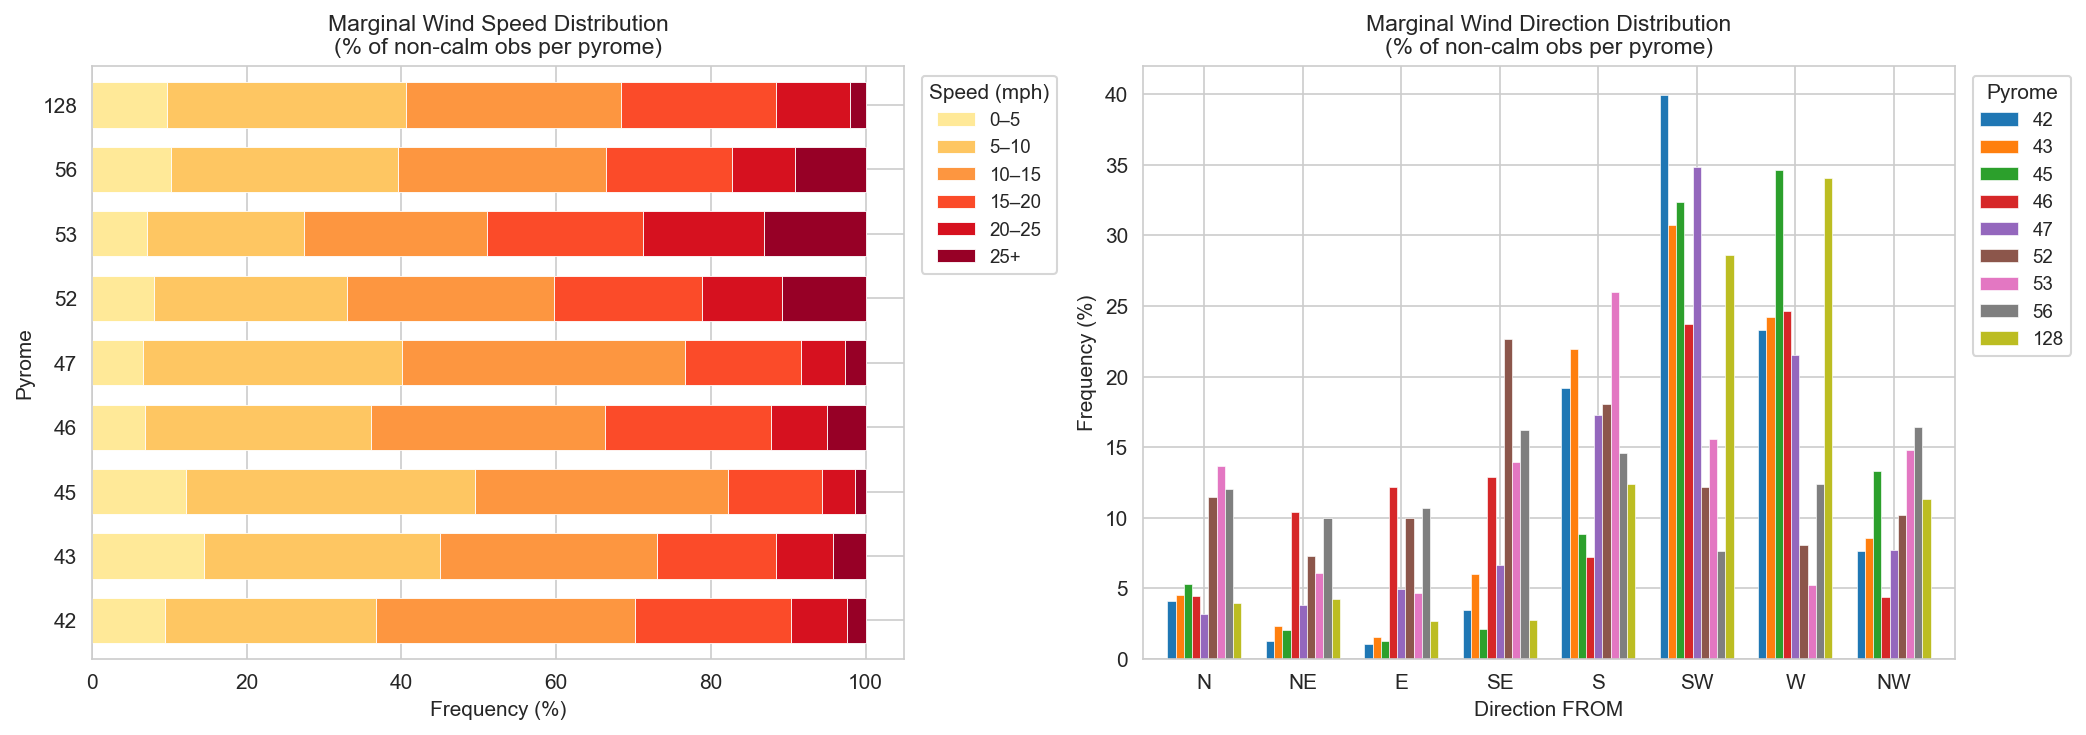 Marginal Wind Speed Distribution
(% of non-calm obs per pyrome)
Pyrome
128
56
53
52
47
46
45
43
42
0
20
40
60
80
100
Frequency (%)
Speed (mph)
0–5
5–10
10–15
15–20
20–25
25+
Marginal Wind Direction Distribution
(% of non-calm obs per pyrome)
Frequency (%)
40
35
30
25
20
15
10
5
0
N
NE
E
SE
S
SW
W
NW
Direction FROM
Pyrome
42
43
45
46
47
52
53
56
128